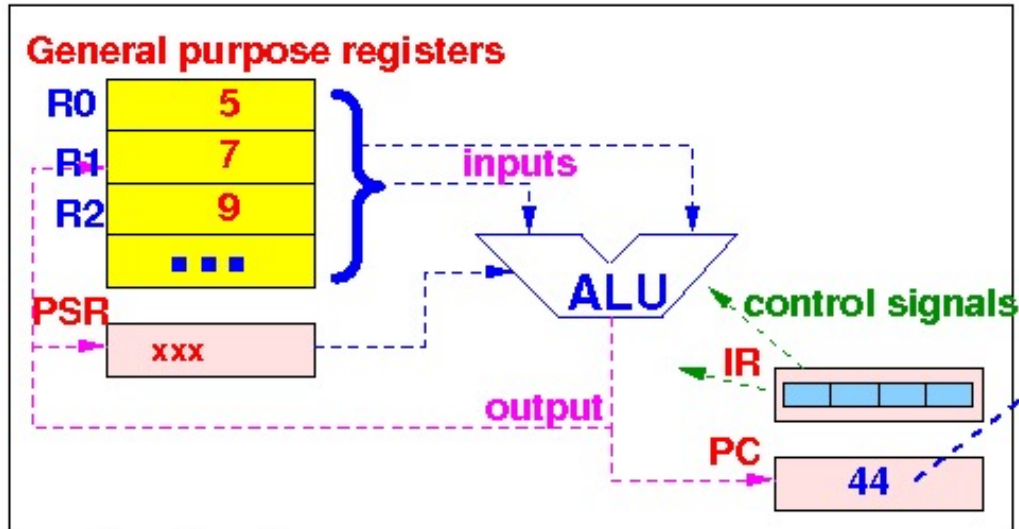 General purpose registers
R0 5
R1 7
inputs
R2 9
ALU
control signals
PSR
xxx
IR
output
PC
44